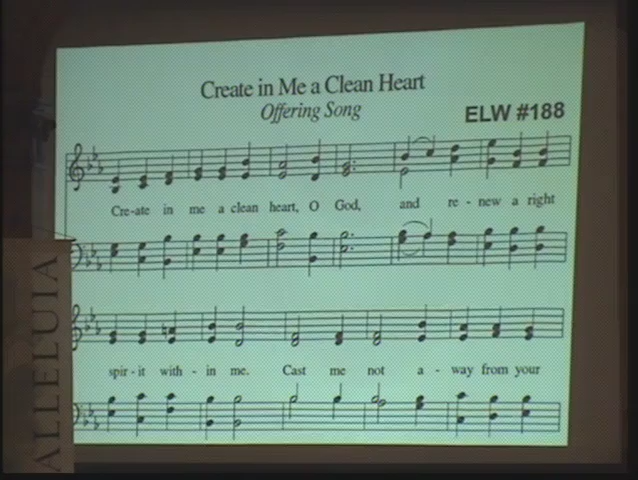 Create in Me a Clean Heart
Offering Song
ELW #188
Cre-ate in me a clean heart, O God, and re - new a right
spir - it with - in me. Cast me not a - way from your
ALLELUIA